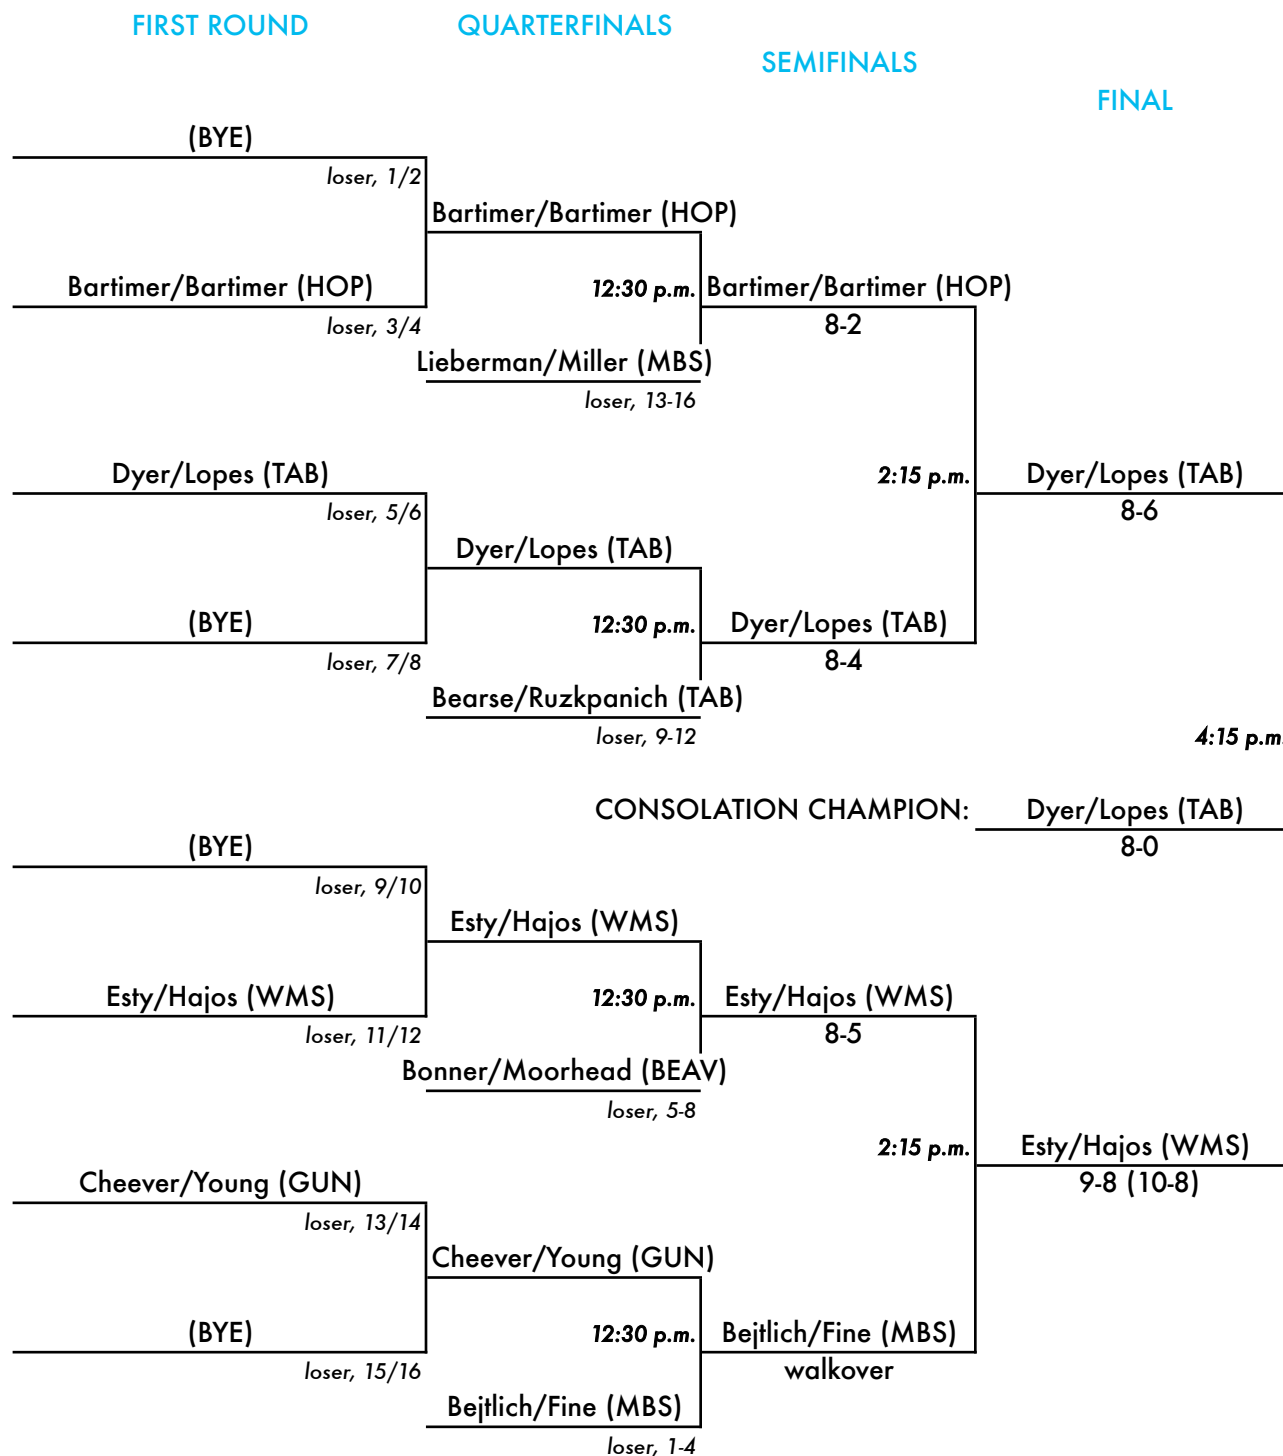 FIRST ROUND
QUARTERFINALS
SEMIFINALS
FINAL
(BYE)
loser, 1/2
Bartimer/Bartimer (HOP)
Bartimer/Bartimer (HOP)
12:30 p.m.
Bartimer/Bartimer (HOP)
loser, 3/4
8-2
Lieberman/Miller (MBS)
loser, 13-16
Dyer/Lopes (TAB)
2:15 p.m.
Dyer/Lopes (TAB)
loser, 5/6
8-6
Dyer/Lopes (TAB)
(BYE)
12:30 p.m.
Dyer/Lopes (TAB)
loser, 7/8
8-4
Bearse/Ruzkpanich (TAB)
loser, 9-12
4:15 p.m.
CONSOLATION CHAMPION:
Dyer/Lopes (TAB)
(BYE)
8-0
loser, 9/10
Esty/Hajos (WMS)
Esty/Hajos (WMS)
12:30 p.m.
Esty/Hajos (WMS)
loser, 11/12
8-5
Bonner/Moorhead (BEAV)
loser, 5-8
2:15 p.m.
Esty/Hajos (WMS)
Cheever/Young (GUN)
9-8 (10-8)
loser, 13/14
Cheever/Young (GUN)
(BYE)
12:30 p.m.
Bejtlich/Fine (MBS)
loser, 15/16
walkover
Bejtlich/Fine (MBS)
loser, 1-4